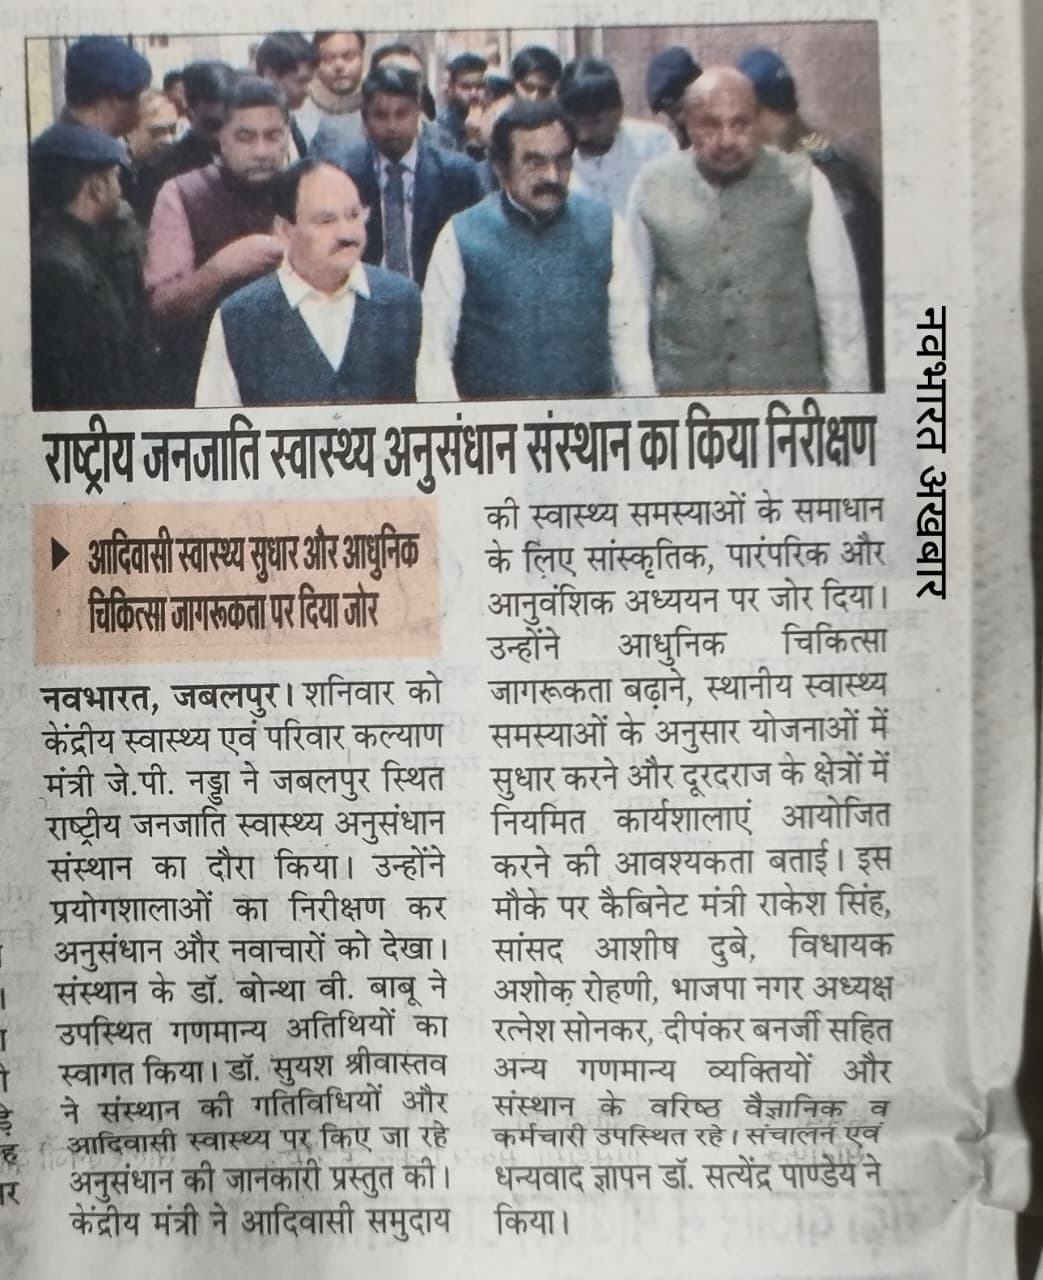 राष्ट्रीय जनजाति स्वास्थ्य अनुसंधान संस्थान का किया निरीक्षण
आदिवासी स्वास्थ्य सुधार और आधुनिक
चिकित्सा जागरूकता पर दिया जोर
नवभारत, जबलपुर। शनिवार को
केंद्रीय स्वास्थ्य एवं परिवार कल्याण
मंत्री जे.पी. नड्डा ने जबलपुर स्थित
राष्ट्रीय जनजाति स्वास्थ्य अनुसंधान
संस्थान का दौरा किया। उन्होंने
प्रयोगशालाओं का निरीक्षण कर
अनुसंधान और नवाचारों को देखा।
संस्थान के डॉ. बोन्था वी. बाबू ने
उपस्थित गणमान्य अतिथियों का
स्वागत किया। डॉ. सुयश श्रीवास्तव
ने संस्थान की गतिविधियों और
आदिवासी स्वास्थ्य पर किए जा रहे
अनुसंधान की जानकारी प्रस्तुत की।
केंद्रीय मंत्री ने आदिवासी समुदाय
की स्वास्थ्य समस्याओं के समाधान
के लिए सांस्कृतिक, पारंपरिक और
आनुवंशिक अध्ययन पर जोर दिया।
उन्होंने आधुनिक चिकित्सा
जागरूकता बढ़ाने, स्थानीय स्वास्थ्य
समस्याओं के अनुसार योजनाओं में
सुधार करने और दूरदराज के क्षेत्रों में
नियमित कार्यशालाएं आयोजित
करने की आवश्यकता बताई। इस
मौके पर कैबिनेट मंत्री राकेश सिंह,
सांसद आशीष दुबे, विधायक
अशोक रोहणी, भाजपा नगर अध्यक्ष
रत्नेश सोनकर, दीपंकर बनर्जी सहित
अन्य गणमान्य व्यक्तियों और
संस्थान के वरिष्ठ वैज्ञानिक व
कर्मचारी उपस्थित रहे। संचालन एवं
धन्यवाद ज्ञापन डॉ. सत्येंद्र पाण्डेय ने
किया।
नवभारत अखबार